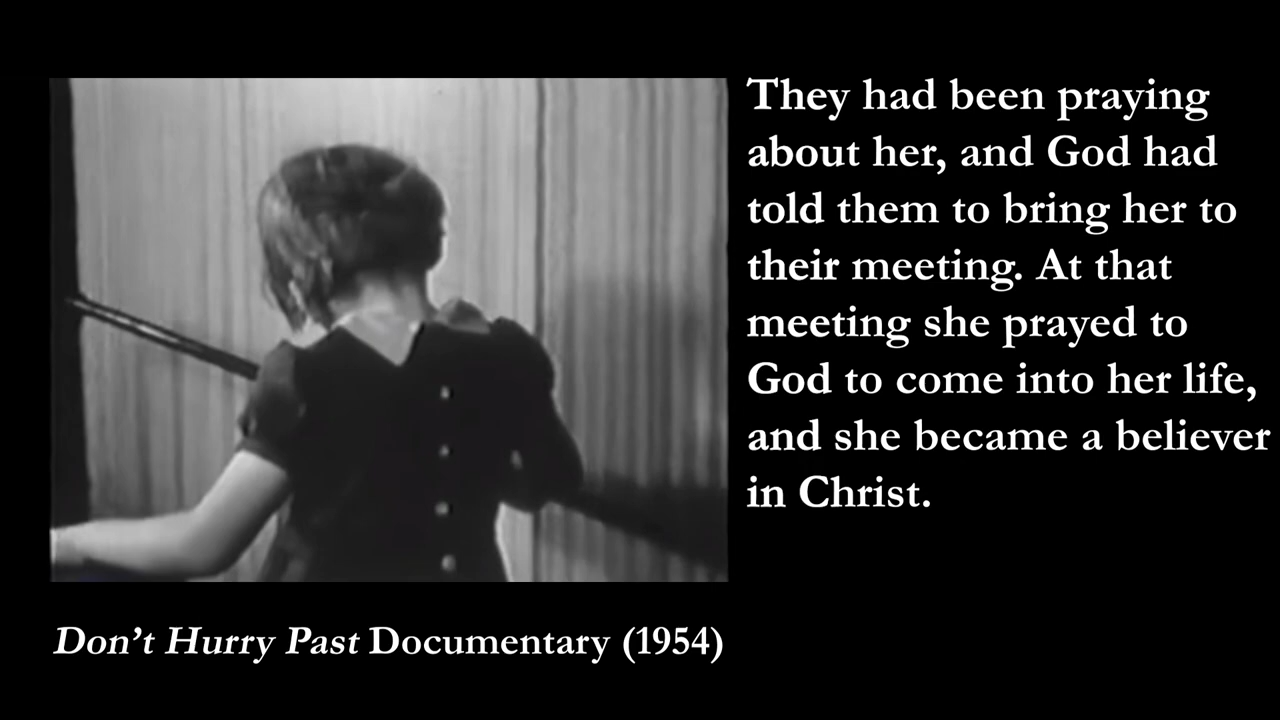 They had been praying
about her, and God had
told them to bring her to
their meeting. At that
meeting she prayed to
God to come into her life,
and she became a believer
in Christ.
Don’t Hurry Past Documentary (1954)